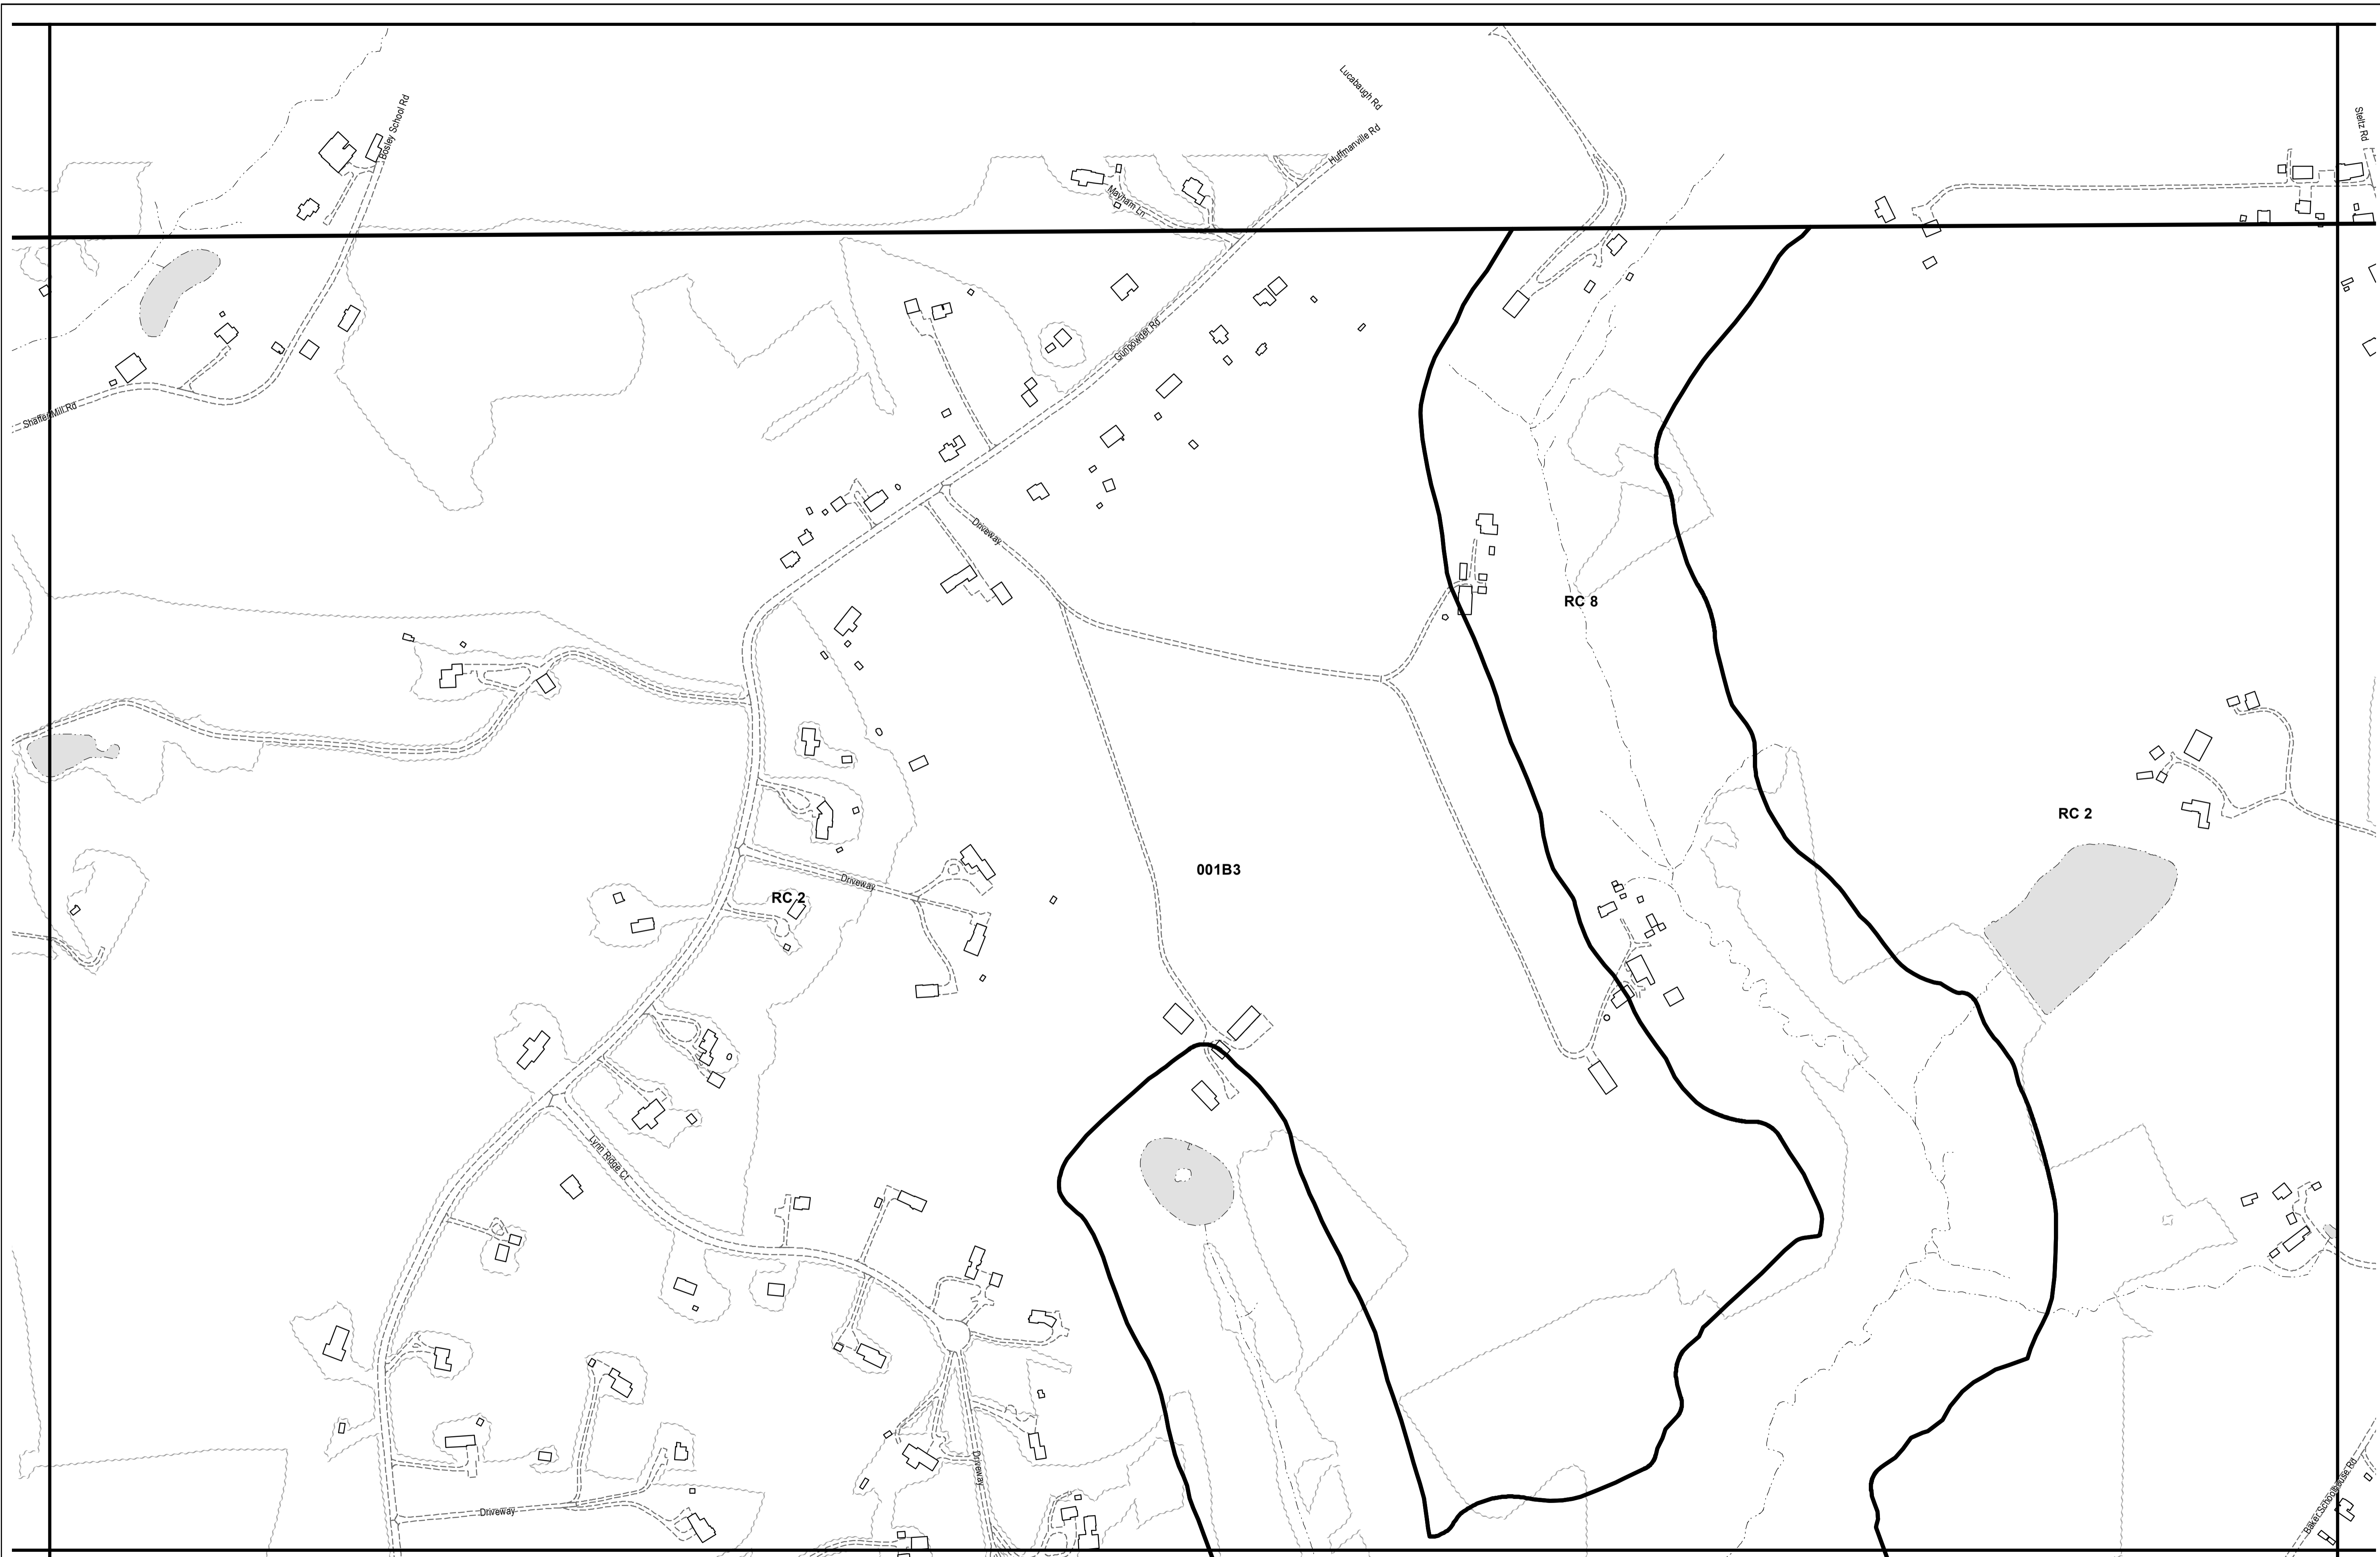 Lucabaugh Rd
Bosley School Rd
Steltz Rd
Huffmanville Rd
Mayham Ln
Gunpowder Rd
Shaffer Mill Rd
Driveway
RC 8
RC 2
001B3
Driveway
RC 2
Lynn Ridge Ct
Driveway
Driveway
Baker Schoolhouse Rd